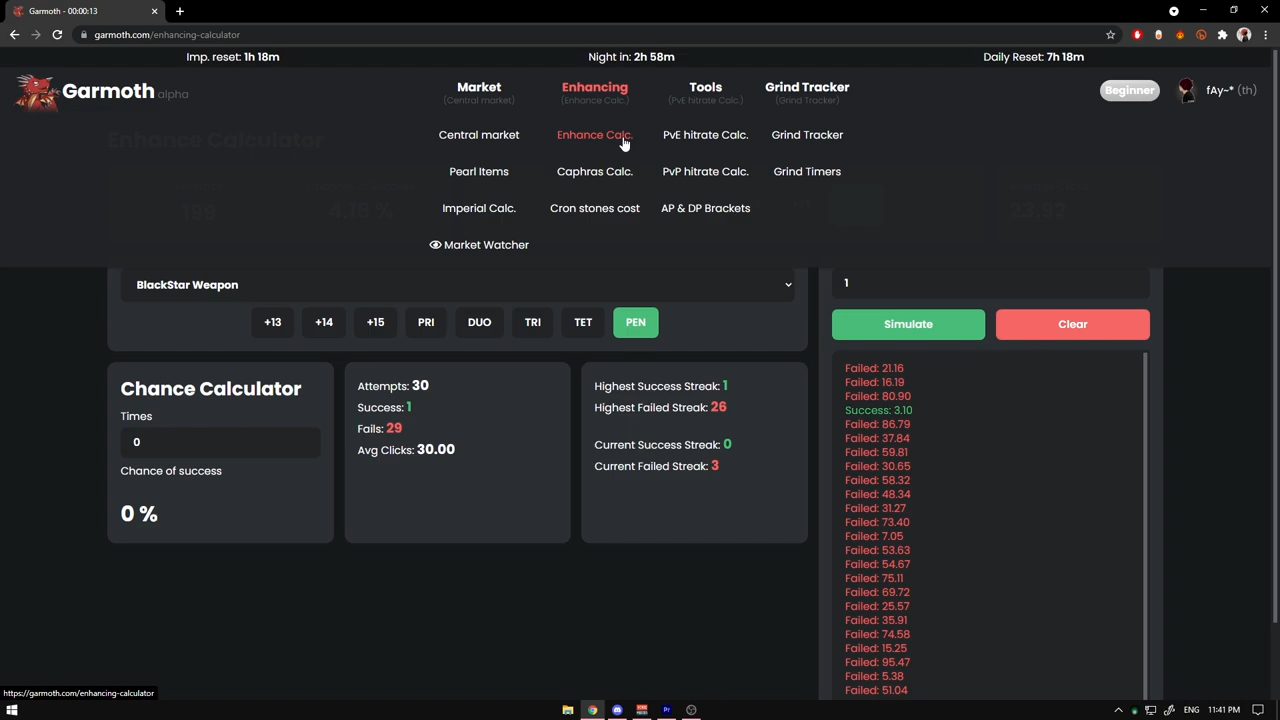 Garmoth - 00:00:13
garmoth.com/enhancing-calculator
Imp. reset: 1h 18m
Night in: 2h 58m
Daily Reset: 7h 18m
Garmoth alpha
Market
(Central market)
Enhancing
(Enhance Calc.)
Tools
(PvE hitrate Calc.)
Grind Tracker
(Grind Tracker)
Beginner
fAy-* (th)
Enhance Calculator
Central market
Enhance Calc.
PvE hitrate Calc.
Grind Tracker
Pearl Items
Caphras Calc.
PvP hitrate Calc.
Grind Timers
Imperial Calc.
Cron stones cost
AP & DP Brackets
Market Watcher
199
4.18 %
23.92
BlackStar Weapon
+13
+14
+15
PRI
DUO
TRI
TET
PEN
1
Simulate
Clear
Chance Calculator
Times
0
Chance of success
0 %
Attempts: 30
Success: 1
Fails: 29
Avg Clicks: 30.00
Highest Success Streak: 1
Highest Failed Streak: 26
Current Success Streak: 0
Current Failed Streak: 3
Failed: 21.16
Failed: 16.19
Failed: 80.90
Success: 3.10
Failed: 86.79
Failed: 37.84
Failed: 59.81
Failed: 30.65
Failed: 58.32
Failed: 48.34
Failed: 31.27
Failed: 73.40
Failed: 7.05
Failed: 53.63
Failed: 54.67
Failed: 75.11
Failed: 69.72
Failed: 25.57
Failed: 35.91
Failed: 74.58
Failed: 15.25
Failed: 95.47
Failed: 5.38
Failed: 51.04
https://garmoth.com/enhancing-calculator
ENG
11:41 PM